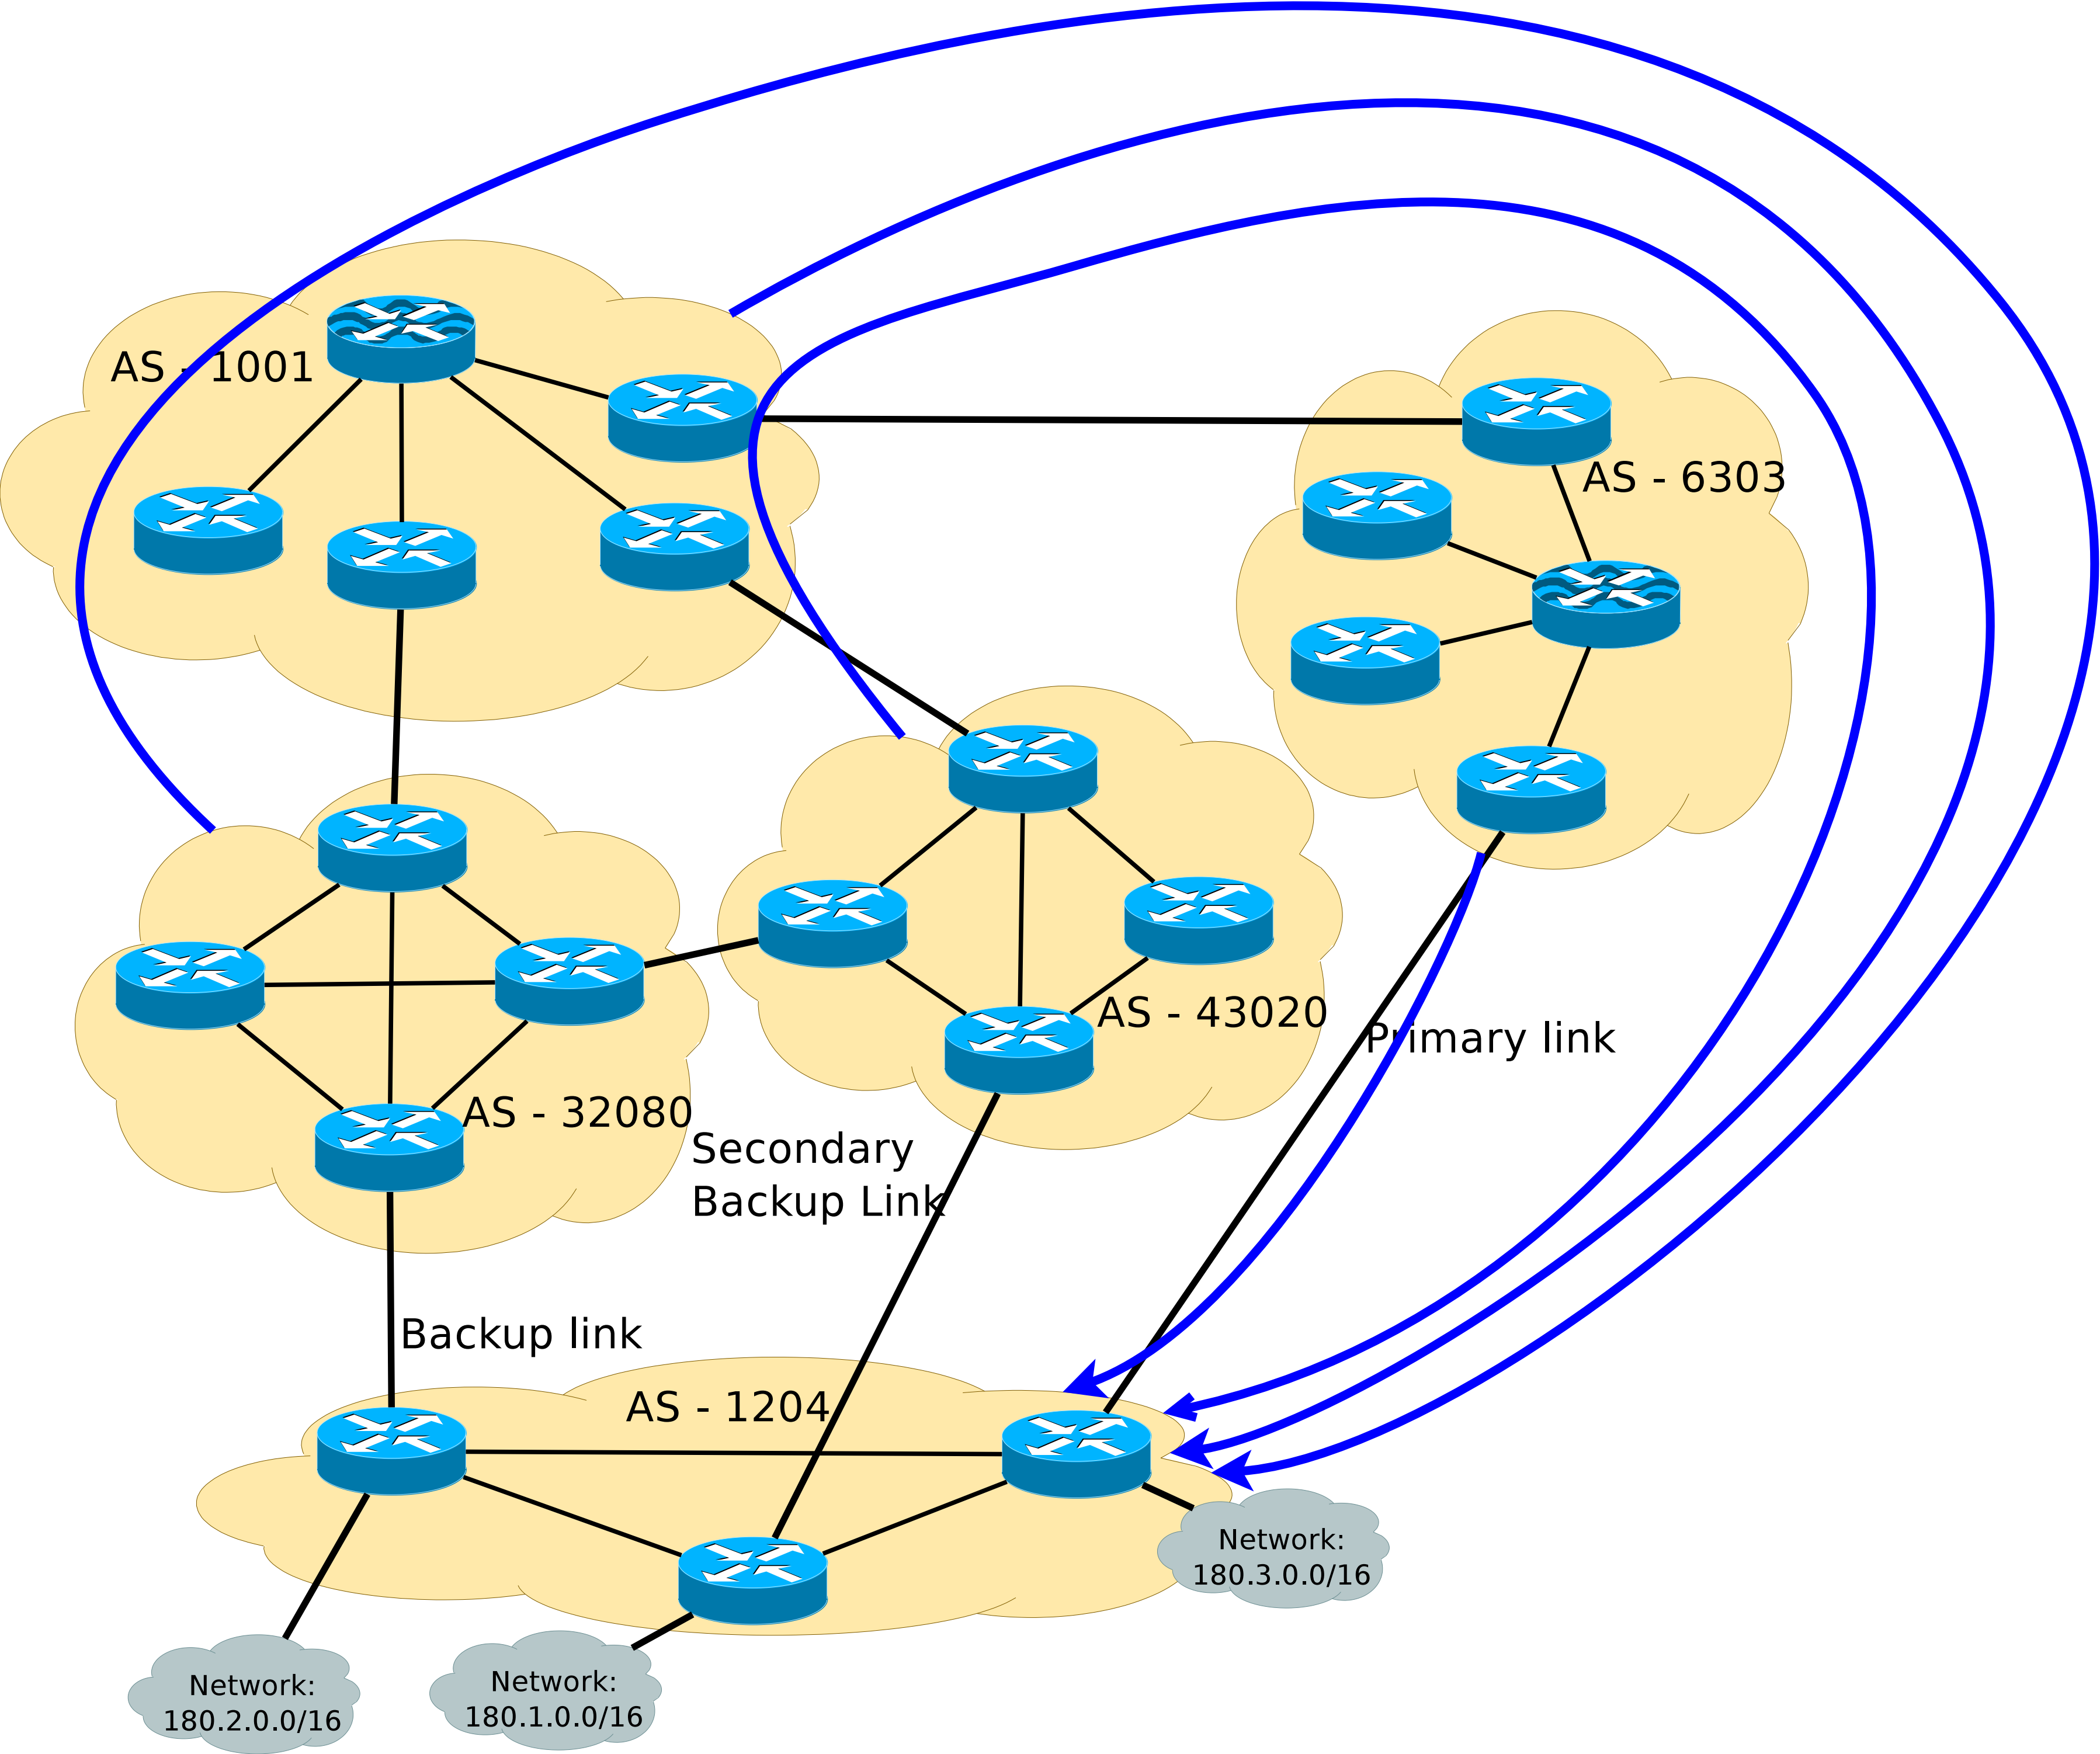 AS - 1001
AS - 6303
AS - 43020
Primary link
AS - 32080
Secondary
Backup Link
Backup link
AS - 1204
Network:
180.3.0.0/16
Network:
180.2.0.0/16
Network:
180.1.0.0/16